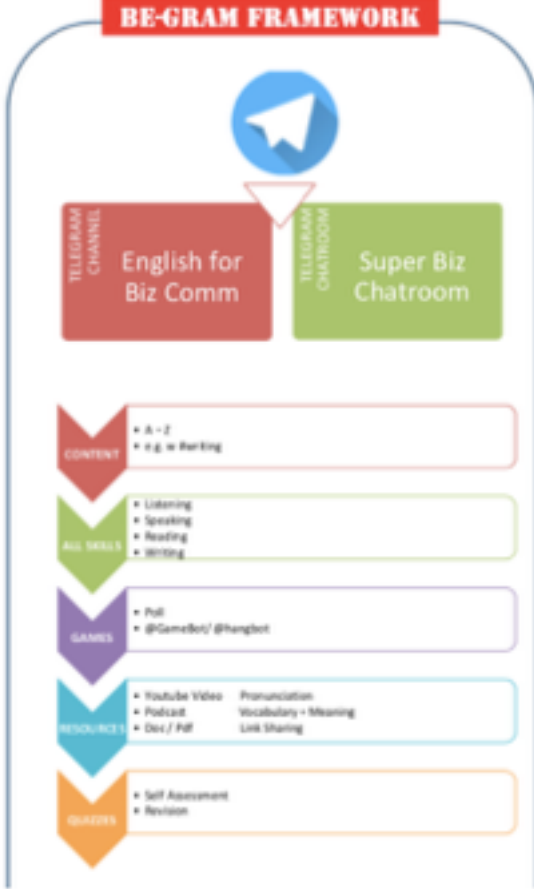 BE-GRAM FRAMEWORK
TELEGRAM
CHANNEL
English for
Biz Comm
TELEGRAM
CHATROOM
Super Biz
Chatroom
CONTENT
• A – Z
• e.g. w #writing
ALL SKILLS
• Listening
• Speaking
• Reading
• Writing
GAMES
• Poll
• @GameBot/ @hangbot
RESOURCES
• Youtube Video Pronunciation
• Podcast Vocabulary + Meaning
• Doc / Pdf Link Sharing
QUIZZES
• Self Assessment
• Revision